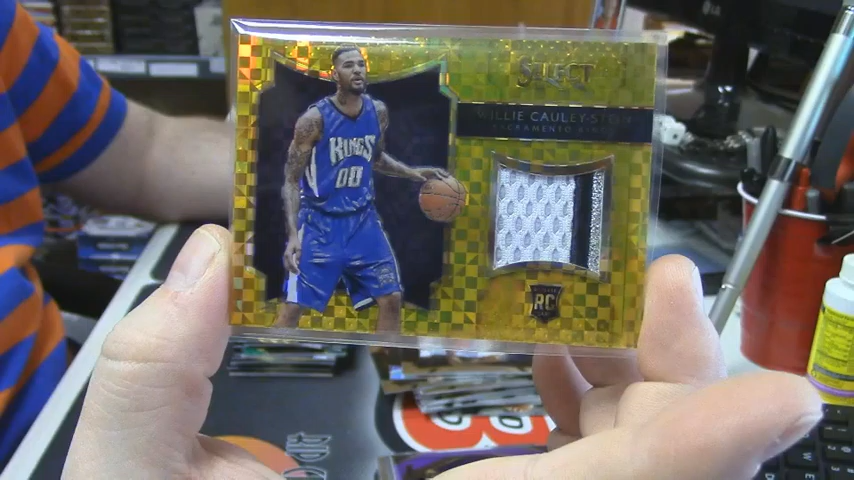 SELECT
WILLIE CAULEY-STEIN
SACRAMENTO KINGS
KINGS
00
RC
B